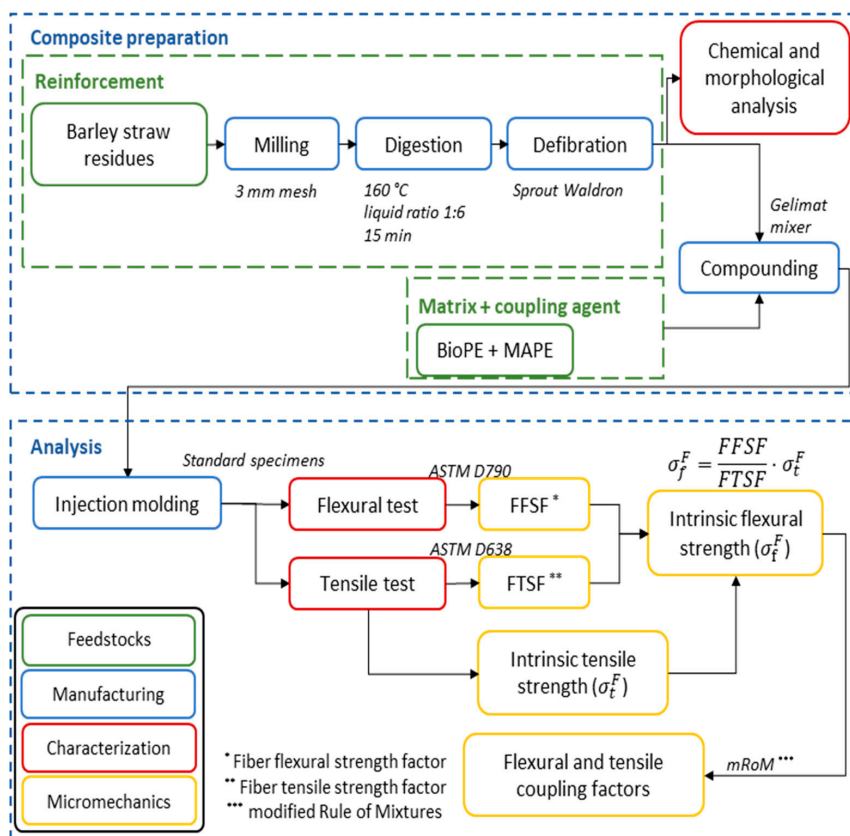 Composite preparation
Reinforcement
Barley straw
residues
Milling
3 mm mesh
Digestion
160 °C
liquid ratio 1:6
15 min
Defibration
Sprout Waldron
Chemical and
morphological
analysis
Gelimat
mixer
Compounding
Matrix + coupling agent
BioPE + MAPE
Analysis
Standard specimens
Injection molding
Flexural test
ASTM D790
FFSF *
Tensile test
ASTM D638
FTSF **
σ_f^F = FFSF/FTSF · σ_t^F
Intrinsic flexural
strength (σ_f^F)
Intrinsic tensile
strength (σ_t^F)
mRoM ***
Flexural and tensile
coupling factors
Feedstocks
Manufacturing
Characterization
Micromechanics
* Fiber flexural strength factor
** Fiber tensile strength factor
*** modified Rule of Mixtures